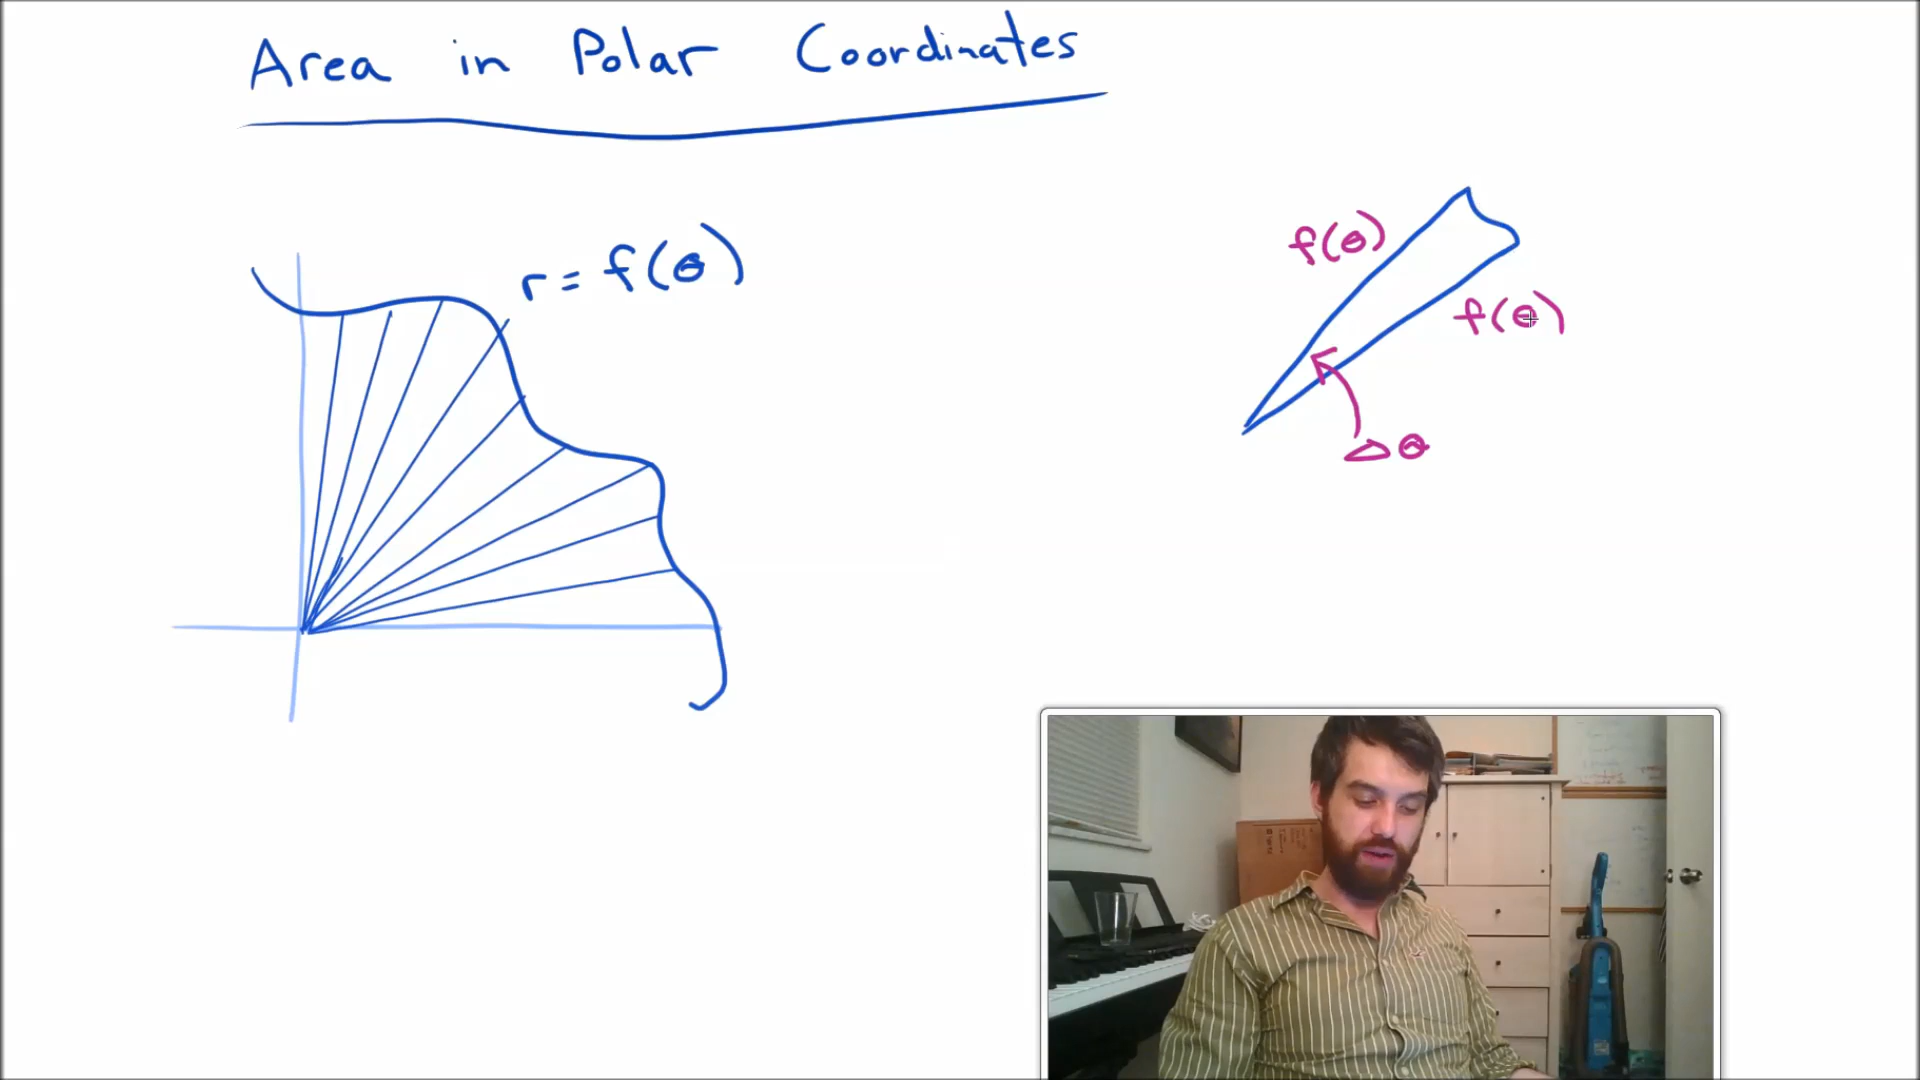 Area in Polar Coordinates
r = f(θ)
f(θ)
f(θ)
Δθ